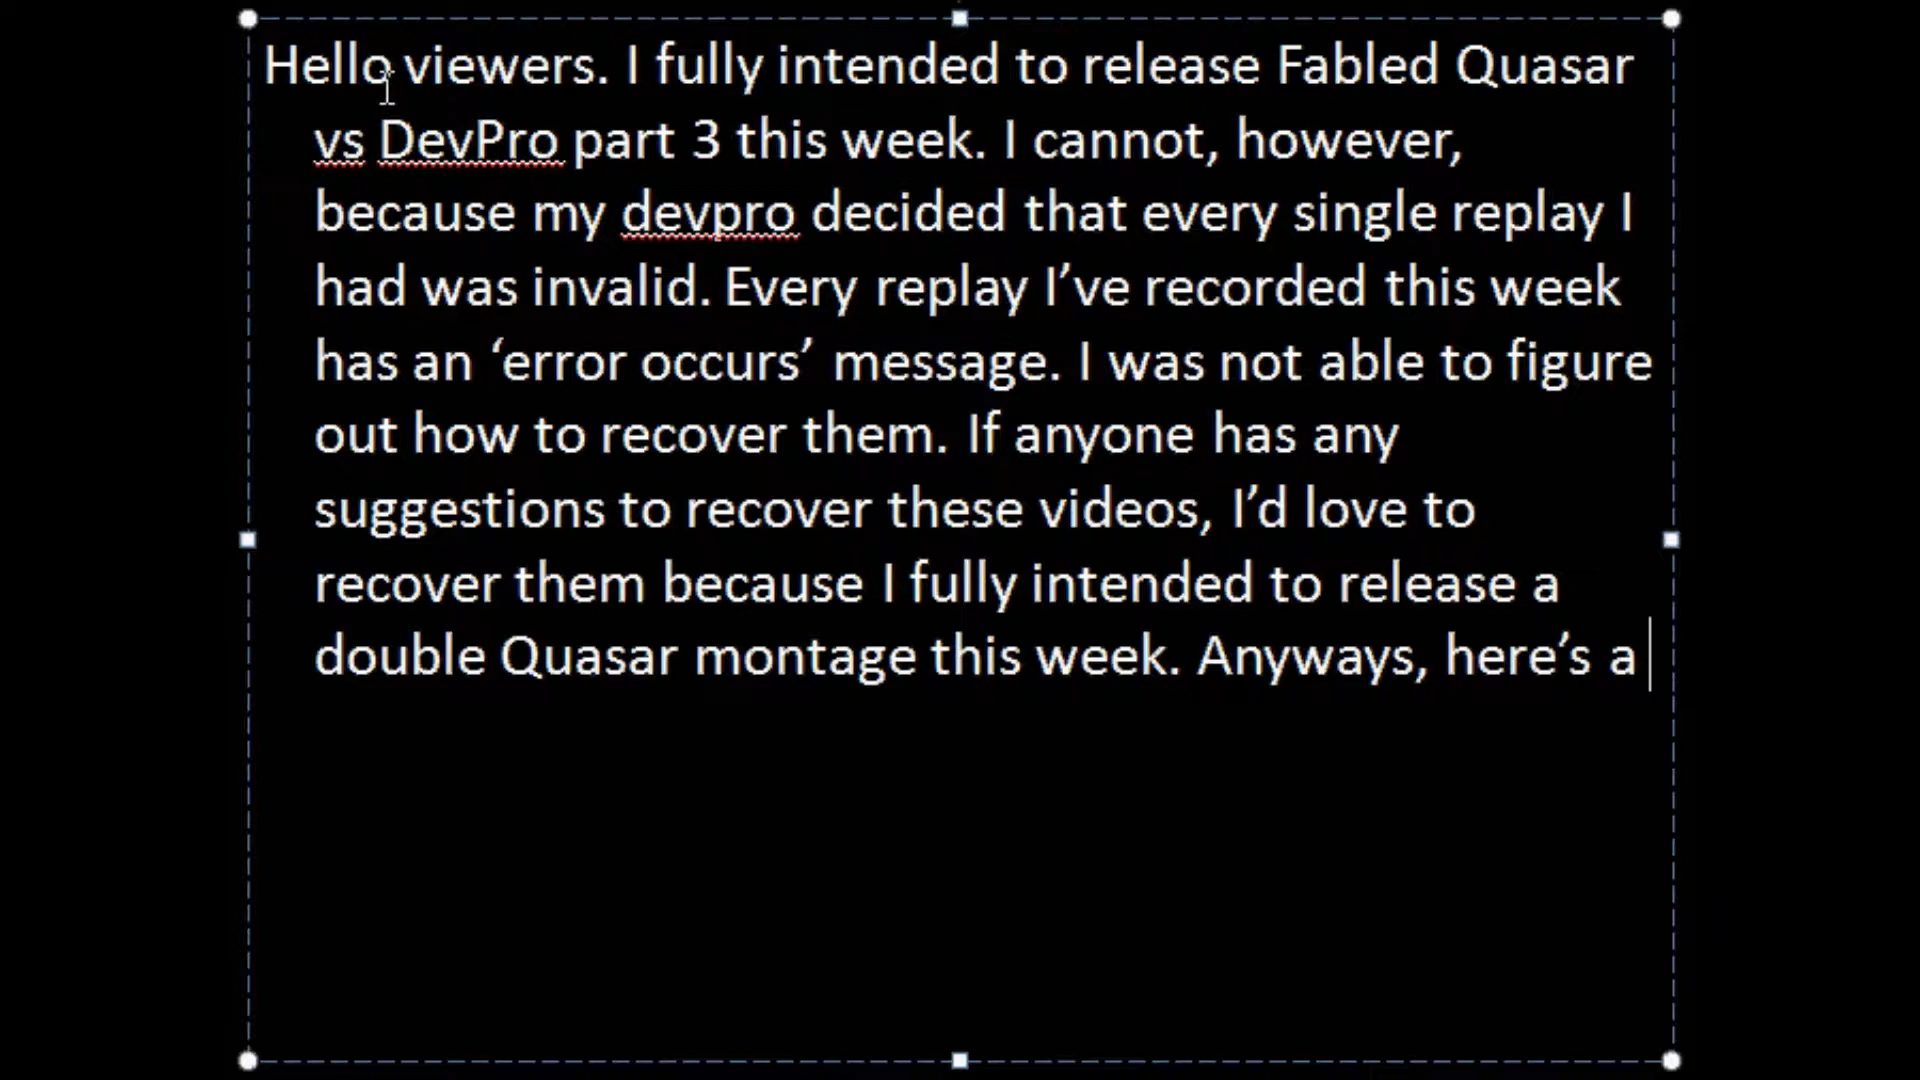 Hello viewers. I fully intended to release Fabled Quasar
vs DevPro part 3 this week. I cannot, however,
because my devpro decided that every single replay I
had was invalid. Every replay I’ve recorded this week
has an ‘error occurs’ message. I was not able to figure
out how to recover them. If anyone has any
suggestions to recover these videos, I’d love to
recover them because I fully intended to release a
double Quasar montage this week. Anyways, here’s a